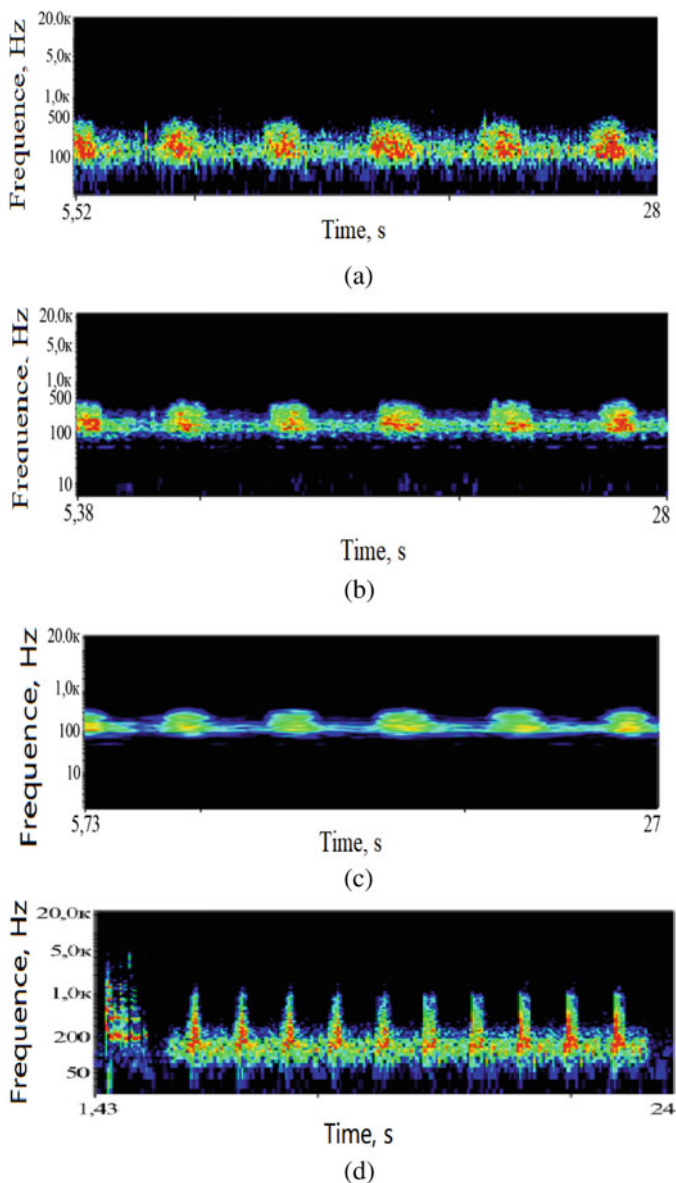 20.0к
5,0к
1,0к
500
100
Frequence, Hz
5,52
28
Time, s
(a)
20.0к
5,0к
1,0к
500
100
10
Frequence. Hz
5,38
28
Time, s
(b)
20.0к
1,0к
100
10
Frequence, Hz
5,73
27
Time, s
(c)
20,0к
5,0к
1,0к
200
50
Frequence, Hz
1,43
24
Time, s
(d)